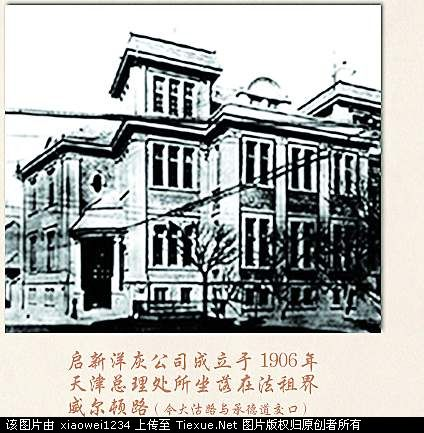 启新洋灰公司成立于1906年
天津总理处所坐落在法租界
威尔顿路（今大沽路与承德道交口）
该图片由 xiaowei1234 上传至 Tiexue.Net 图片版权归原创者所有